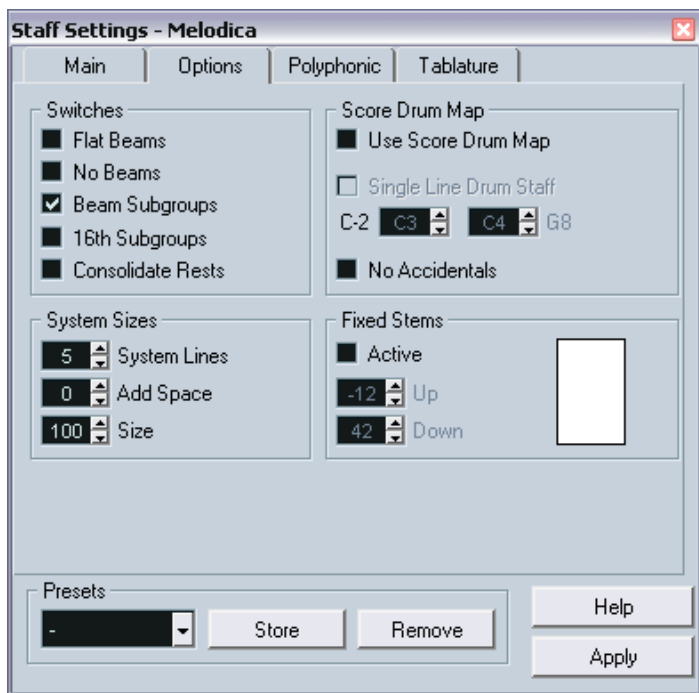 Staff Settings - Melodica
Main Options Polyphonic Tablature
Switches
Flat Beams
No Beams
Beam Subgroups
16th Subgroups
Consolidate Rests
Score Drum Map
Use Score Drum Map
Single Line Drum Staff
C-2 C3 C4 G8
No Accidentals
System Sizes
5 System Lines
0 Add Space
100 Size
Fixed Stems
Active
-12 Up
42 Down
Presets
- Store Remove
Help
Apply